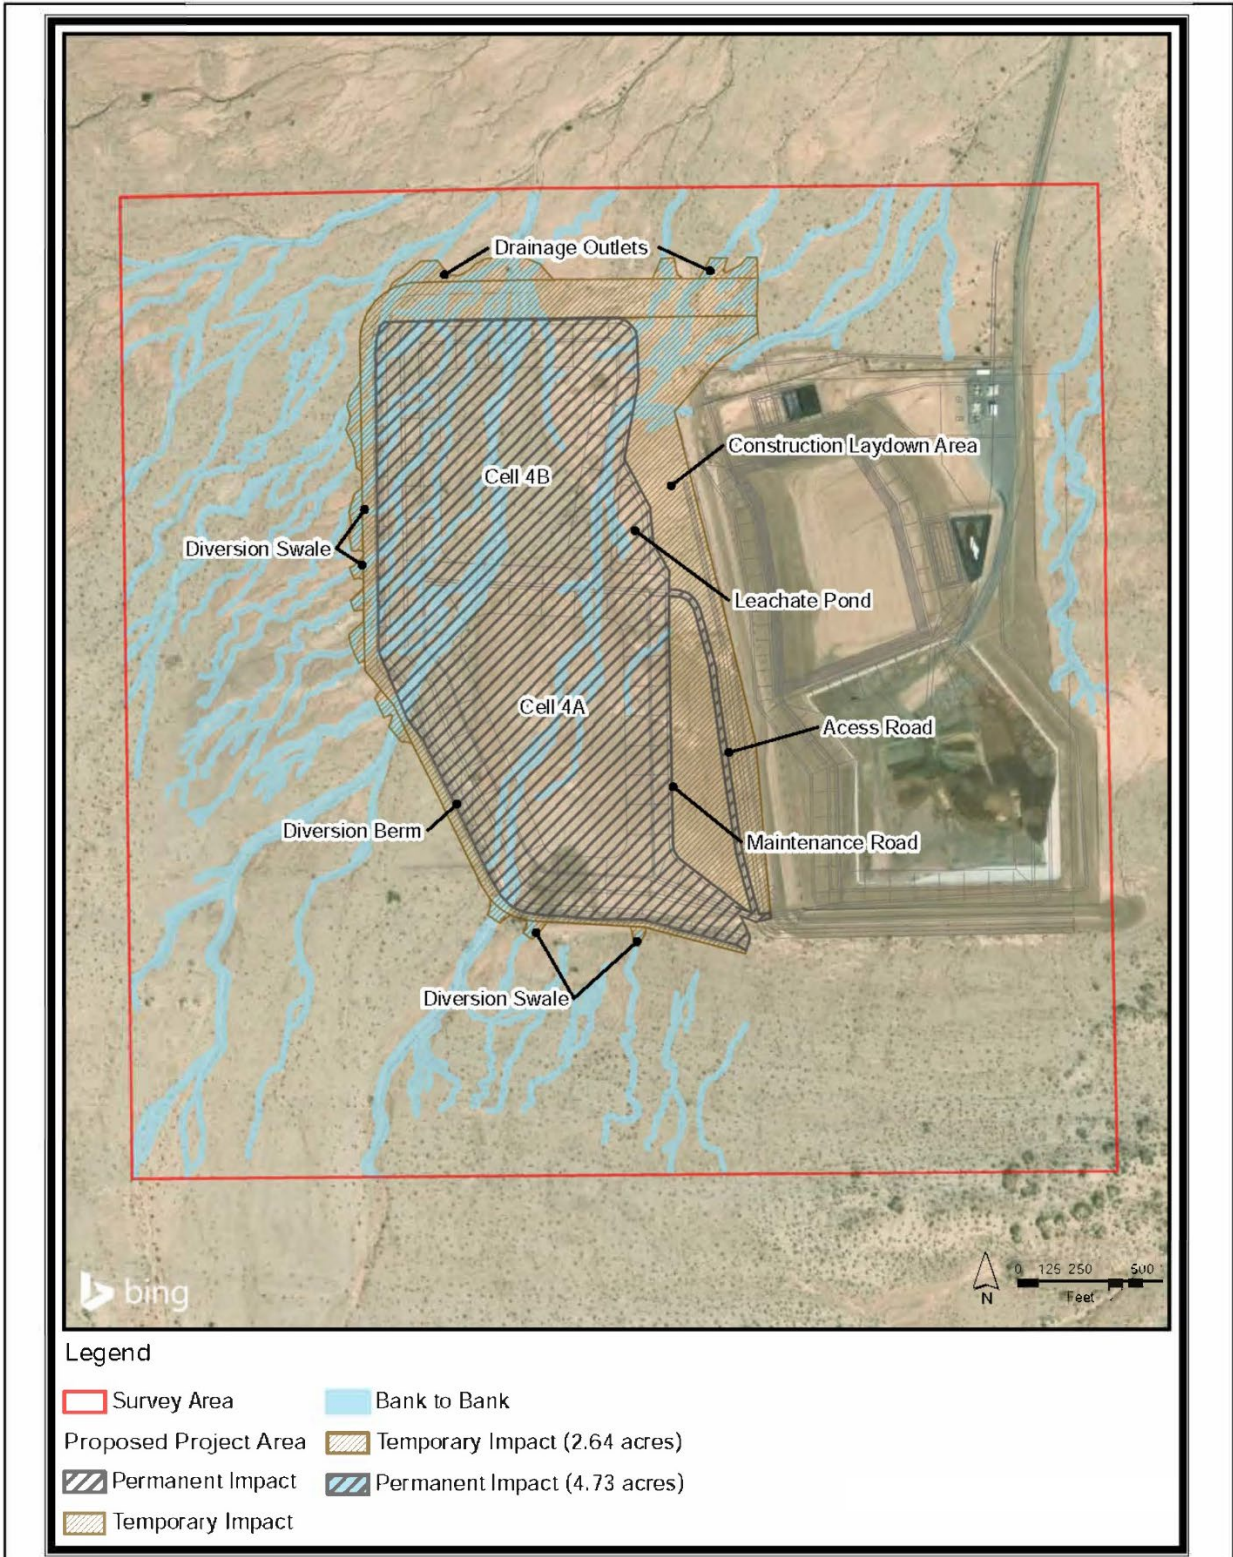 Drainage Outlets
Construction Laydown Area
Cell 4B
Diversion Swale
Leachate Pond
Cell 4A
Acess Road
Diversion Berm
Maintenance Road
Diversion Swale
bing
N
0 125 250 500
Feet
Legend
Survey Area
Bank to Bank
Proposed Project Area
Temporary Impact (2.64 acres)
Permanent Impact
Permanent Impact (4.73 acres)
Temporary Impact